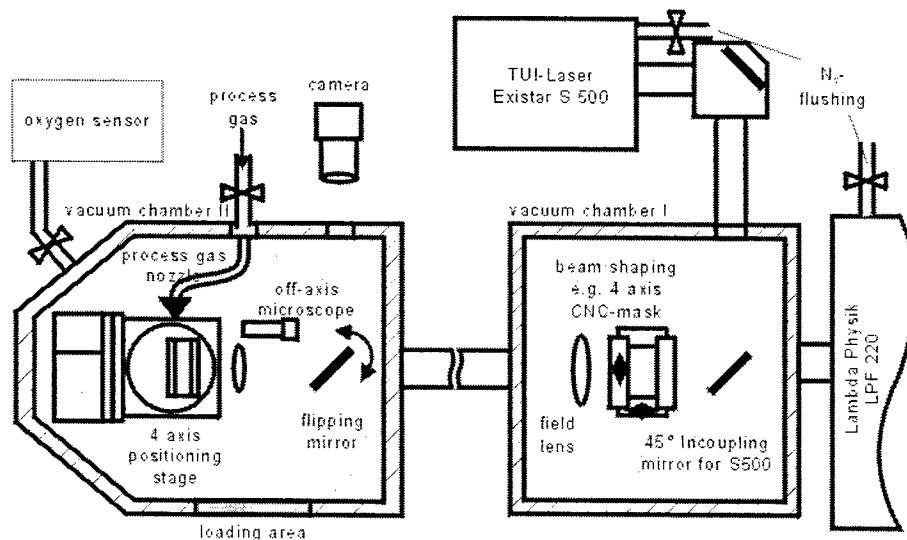 TUI-Laser
Existar S 500
N₂-
flushing
camera
process
gas
oxygen sensor
vacuum chamber II
vacuum chamber I
process gas
nozzle
off-axis
microscope
beam shaping
e.g. 4 axis
CNC-mask
flipping
mirror
field
lens
4 axis
positioning
stage
45° Incoupling
mirror for S500
loading area
Lambda Physik
LPF 220